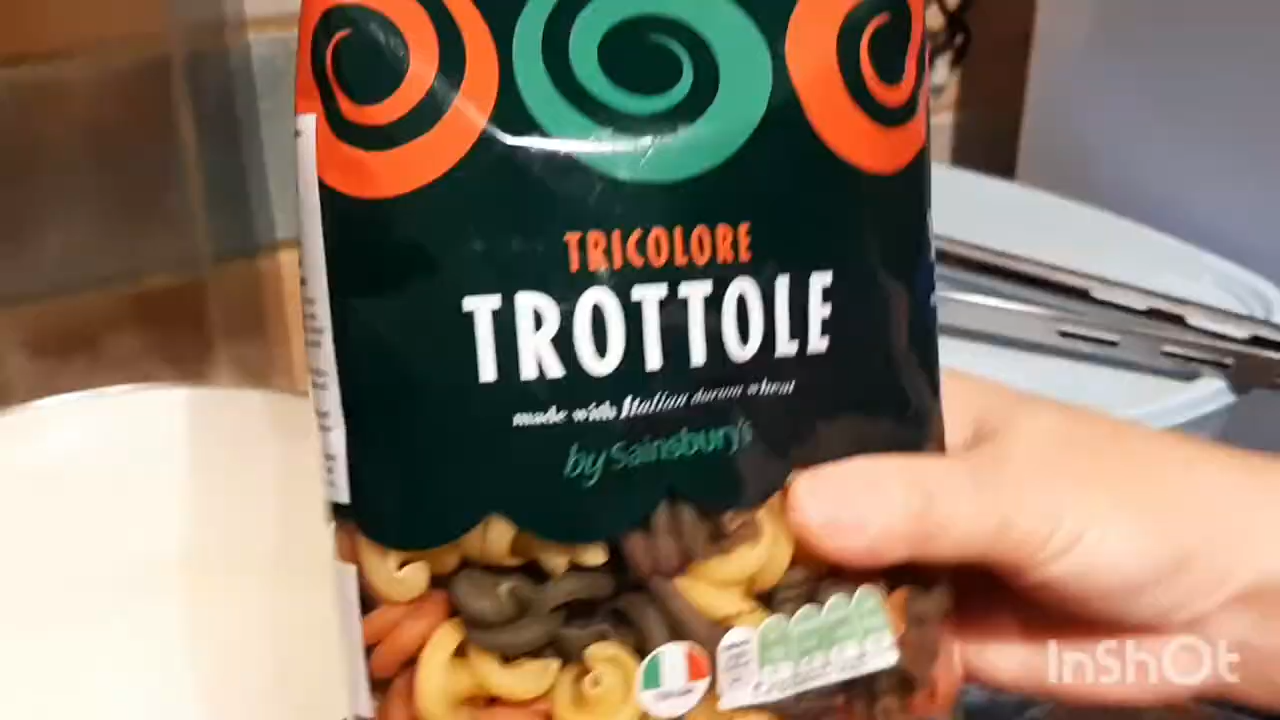 TRICOLORE
TROTTOLE
made with Italian durum wheat
by Sainsbury's
InShOt